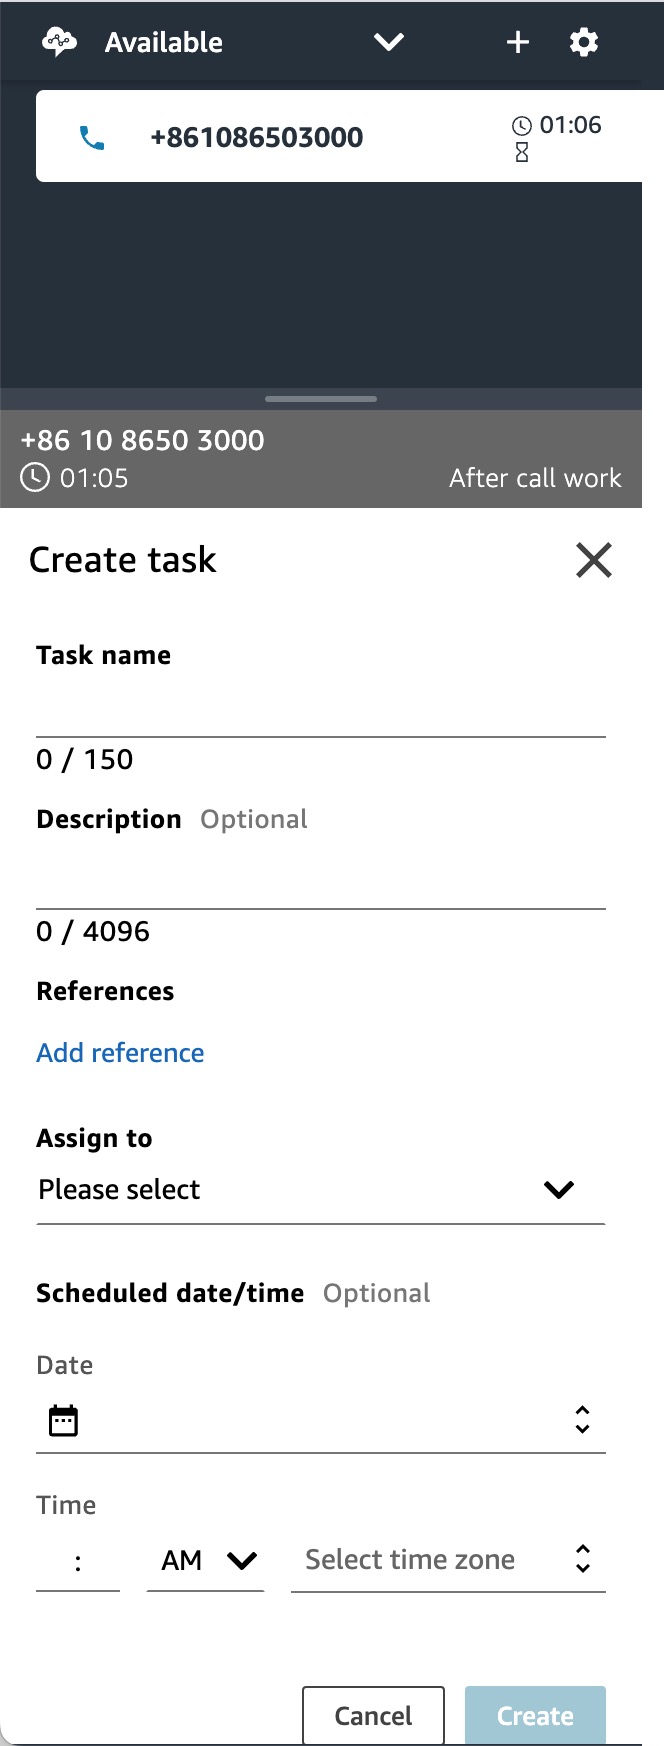 Available
+861086503000
01:06
+86 10 8650 3000
01:05
After call work
Create task
Task name
0 / 150
Description Optional
0 / 4096
References
Add reference
Assign to
Please select
Scheduled date/time Optional
Date
Time
: AM Select time zone
Cancel Create